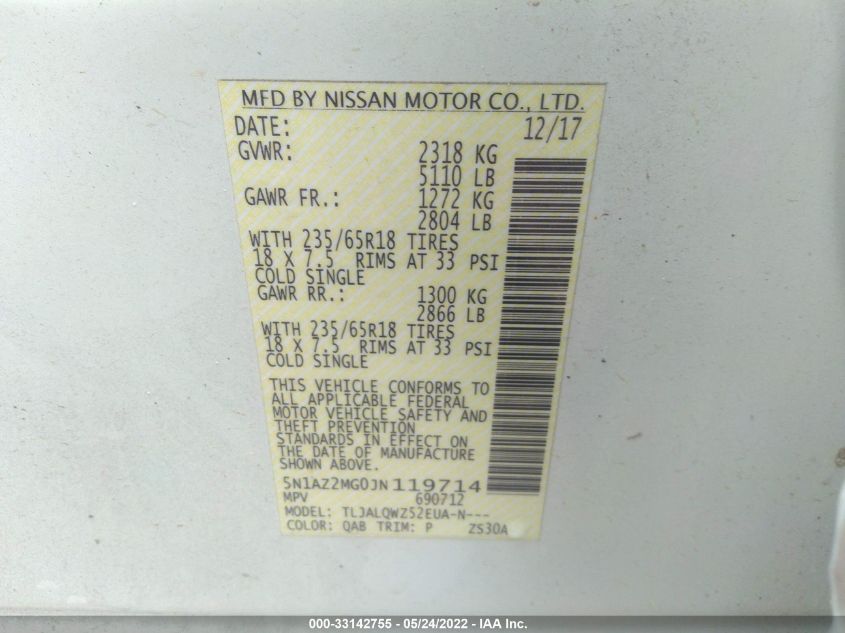 MFD BY NISSAN MOTOR CO., LTD.
DATE: 12/17
GVWR: 2318 KG
5110 LB
GAWR FR.: 1272 KG
2804 LB
WITH 235/65R18 TIRES
18 X 7.5 RIMS AT 33 PSI
COLD SINGLE
GAWR RR.: 1300 KG
2866 LB
WITH 235/65R18 TIRES
18 X 7.5 RIMS AT 33 PSI
COLD SINGLE
THIS VEHICLE CONFORMS TO
ALL APPLICABLE FEDERAL
MOTOR VEHICLE SAFETY AND
THEFT PREVENTION
STANDARDS IN EFFECT ON
THE DATE OF MANUFACTURE
SHOWN ABOVE.
5N1AZ2MG0JN119714
MPV 690712
MODEL: TLJALQWZ52EUA-N---
COLOR: QAB TRIM: P ZS30A
000-33142755 - 05/24/2022 - IAA Inc.